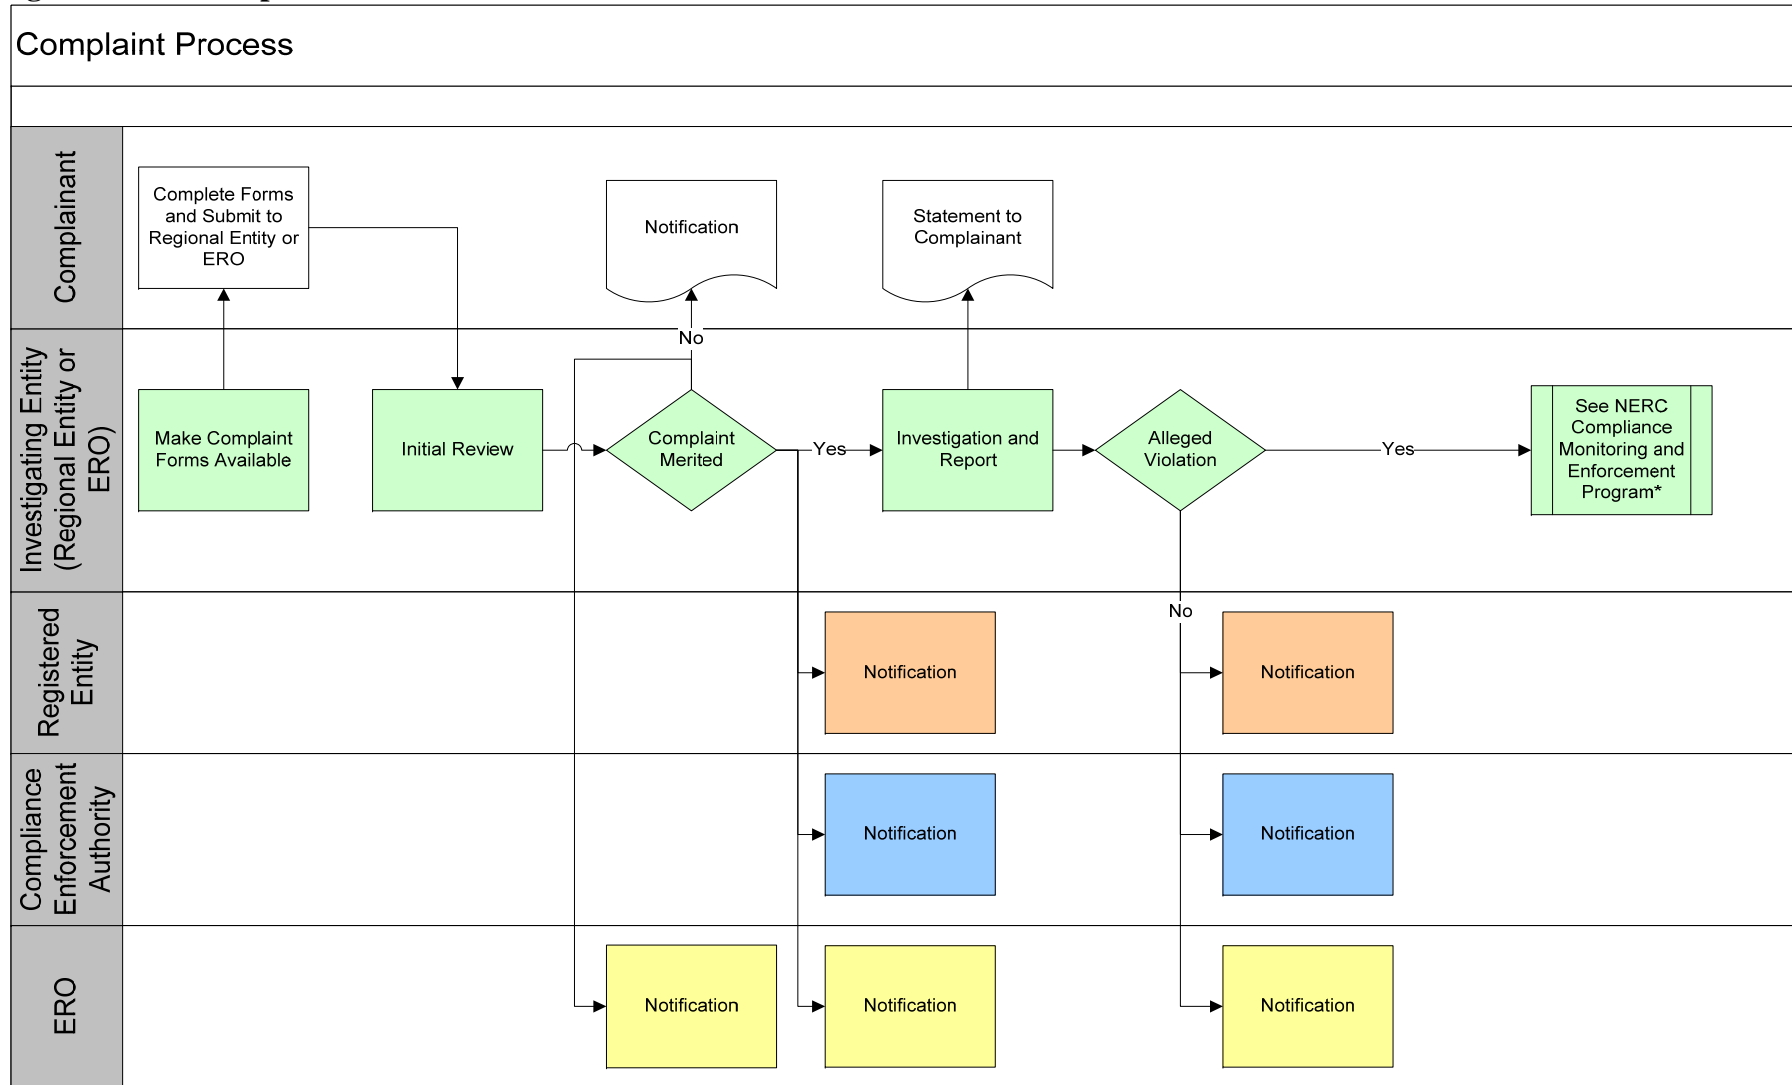 Complaint Process
Complainant
Complete Forms
and Submit to
Regional Entity or
ERO
Notification
Statement to
Complainant
No
Investigating Entity
(Regional Entity or
ERO)
Make Complaint
Forms Available
Initial Review
Complaint
Merited
Yes
Investigation and
Report
Alleged
Violation
Yes
See NERC
Compliance
Monitoring and
Enforcement
Program*
No
Registered
Entity
Notification
Notification
Compliance
Enforcement
Authority
Notification
Notification
ERO
Notification
Notification
Notification